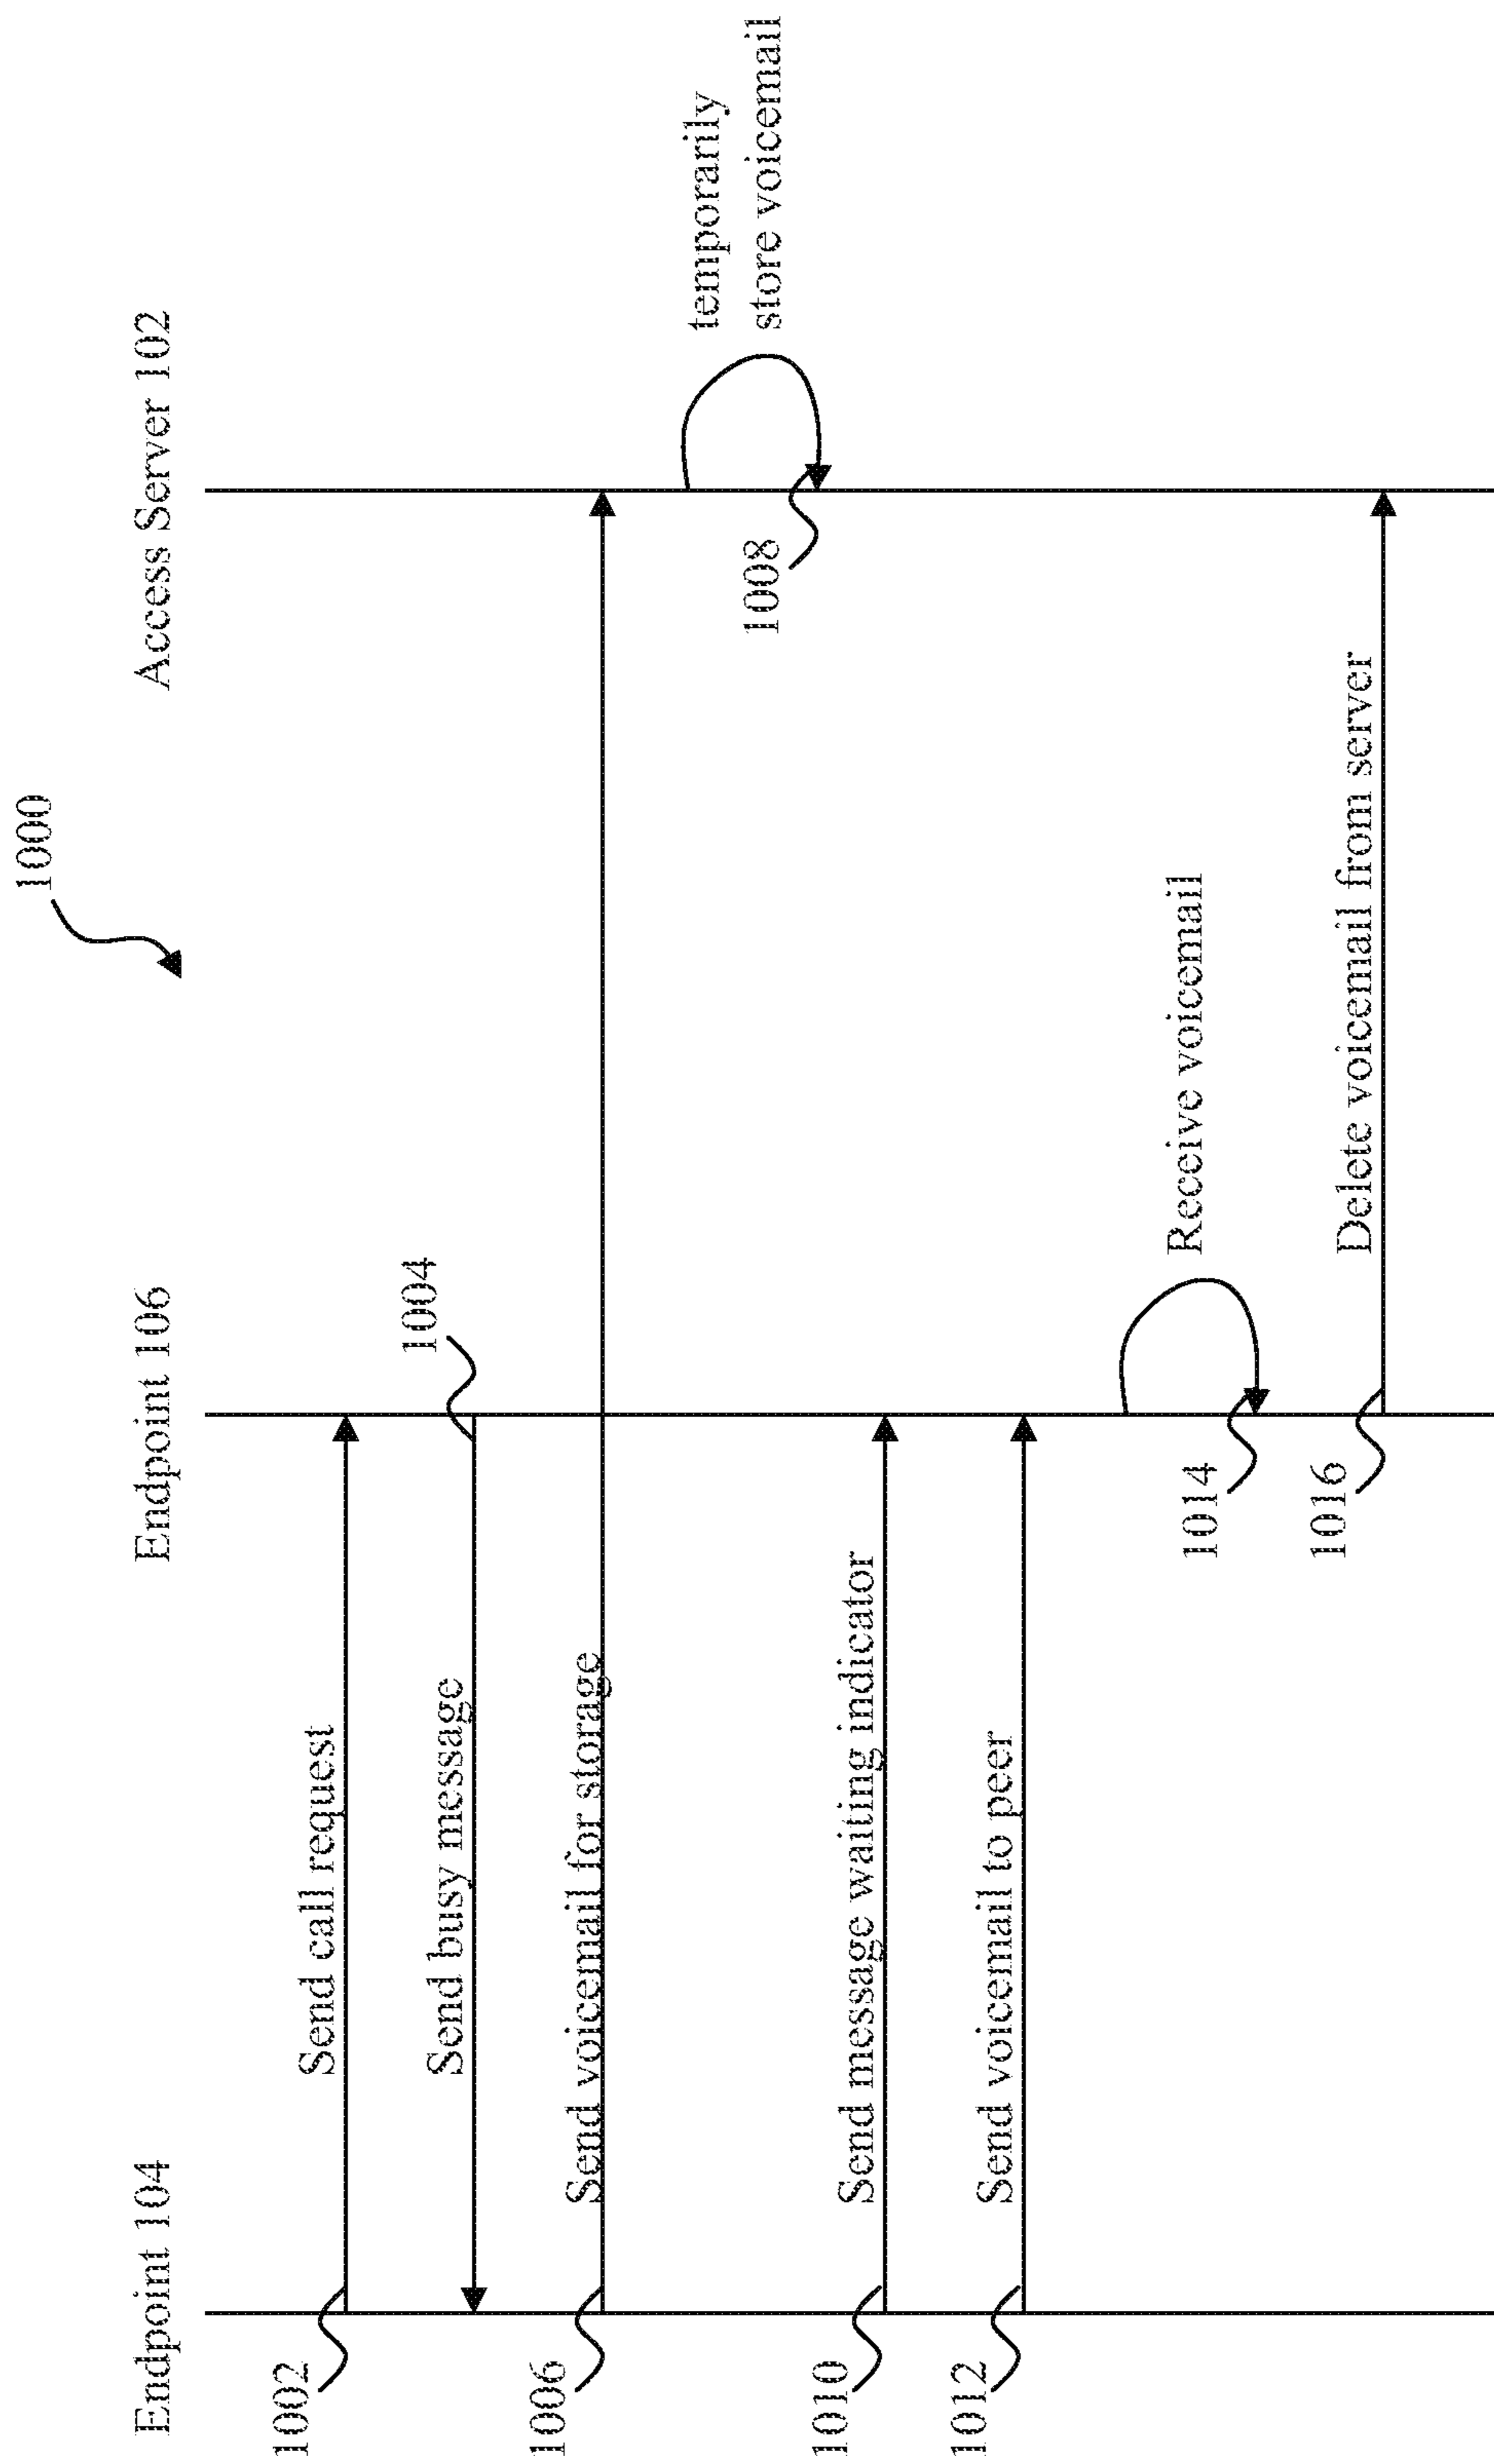 1000
Endpoint 104
Endpoint 106
Access Server 102
1002
Send call request
Send busy message
1004
1006
Send voicemail for storage
temporarily
store voicemail
1008
1010
Send message waiting indicator
1012
Send voicemail to peer
Receive voicemail
1014
Delete voicemail from server
1016